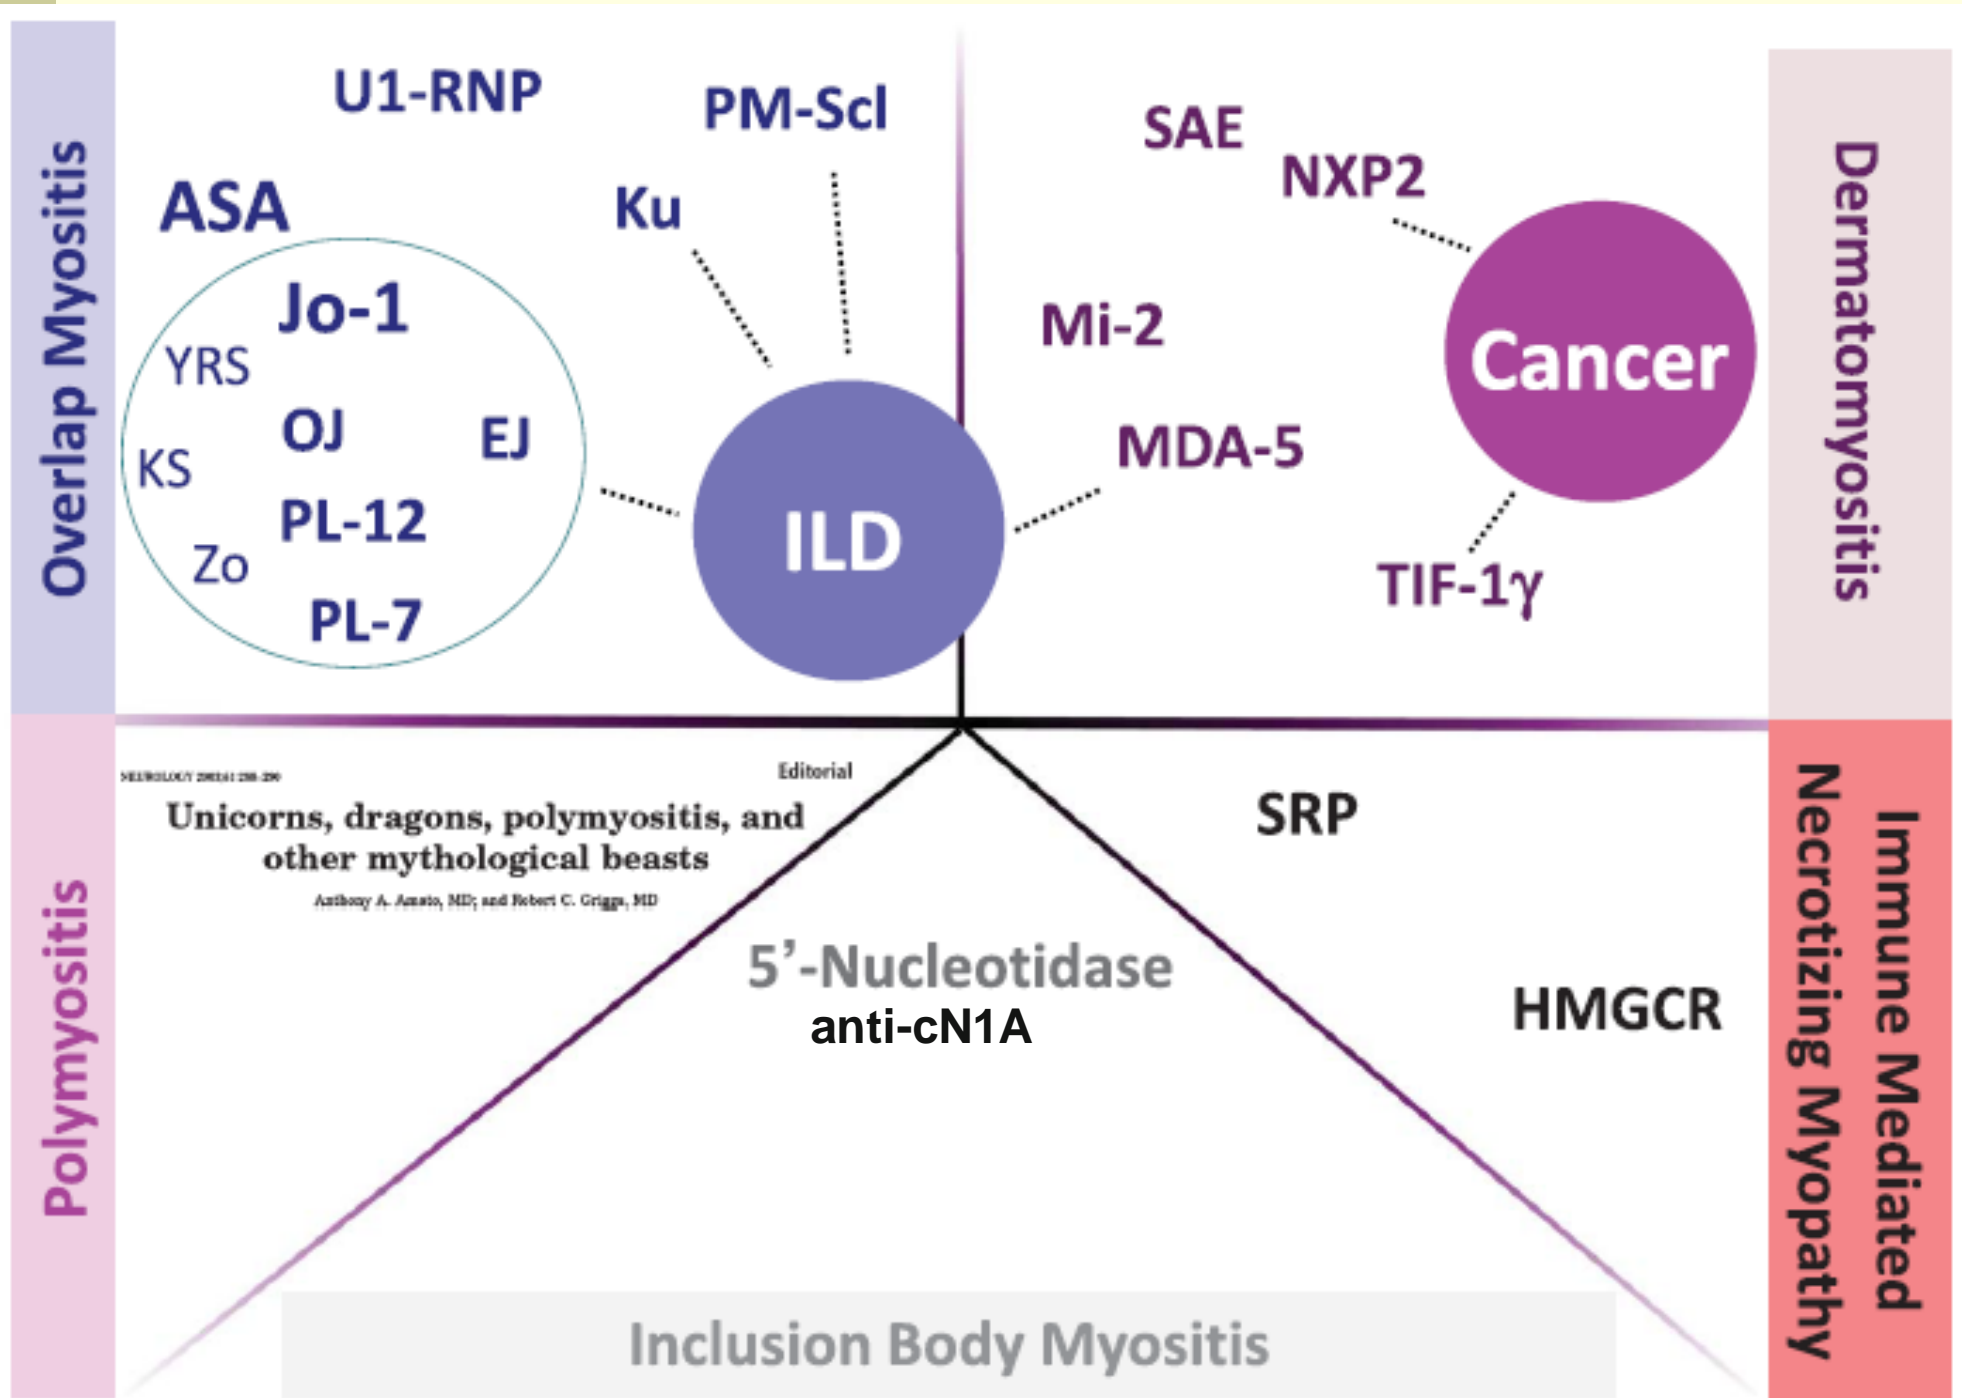 Overlap Myositis
U1-RNP
PM-Scl
ASA
Ku
Jo-1
YRS
OJ
EJ
KS
PL-12
Zo
PL-7
ILD
SAE
NXP2
Mi-2
Cancer
MDA-5
TIF-1γ
Dermatomyositis
Polymyositis
NEUROLOGY
Editorial
Unicorns, dragons, polymyositis, and
other mythological beasts
Anthony A. Amato, MD; and Robert C. Griggs, MD
5’-Nucleotidase
anti-cN1A
Inclusion Body Myositis
SRP
HMGCR
Immune Mediated
Necrotizing Myopathy